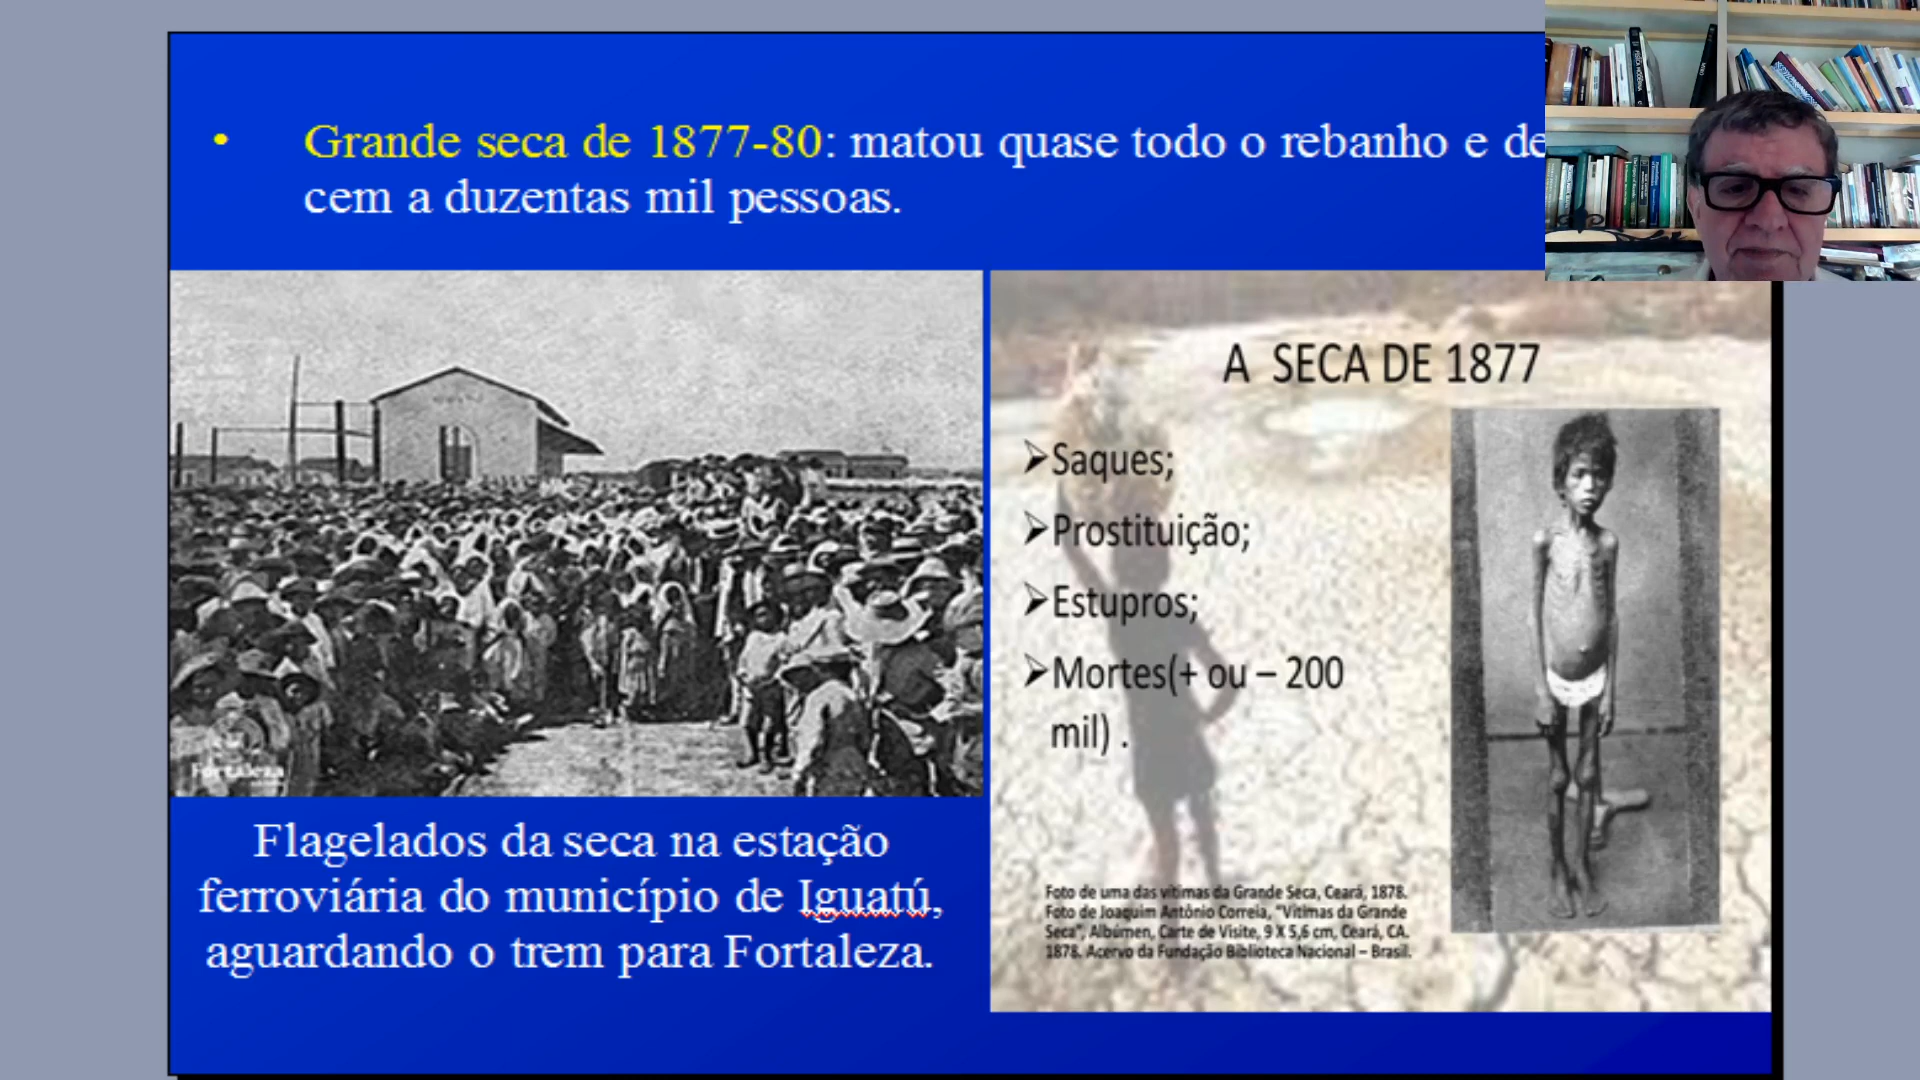 • Grande seca de 1877-80: matou quase todo o rebanho e de
cem a duzentas mil pessoas.
A SECA DE 1877
➢Saques;
➢Prostituição;
➢Estupros;
➢Mortes(+ ou – 200
mil) .
Foto de uma das vítimas da Grande Seca, Ceará, 1878.
Foto de Joaquim Antônio Correia, "Vítimas da Grande
Seca", Albúmen, Carte de Visite, 9 X 5,6 cm, Ceará, CA.
1878. Acervo da Fundação Biblioteca Nacional – Brasil.
Fortaleza
Flagelados da seca na estação
ferroviária do município de Iguatú,
aguardando o trem para Fortaleza.